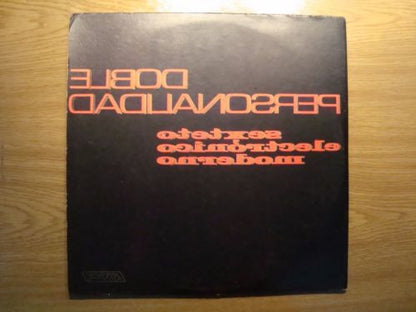 DOBLE
PERSONALIDAD
sexteto
electrónico
moderno